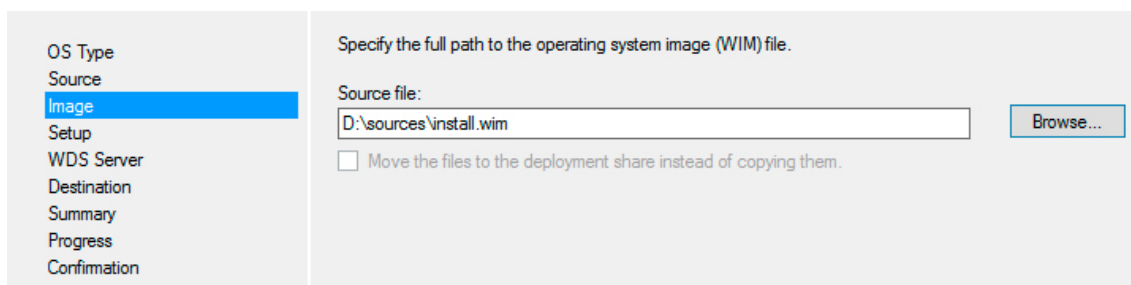 OS Type
Source
Image
Setup
WDS Server
Destination
Summary
Progress
Confirmation
Specify the full path to the operating system image (WIM) file.
Source file:
D:\sources\install.wim
Browse...
Move the files to the deployment share instead of copying them.